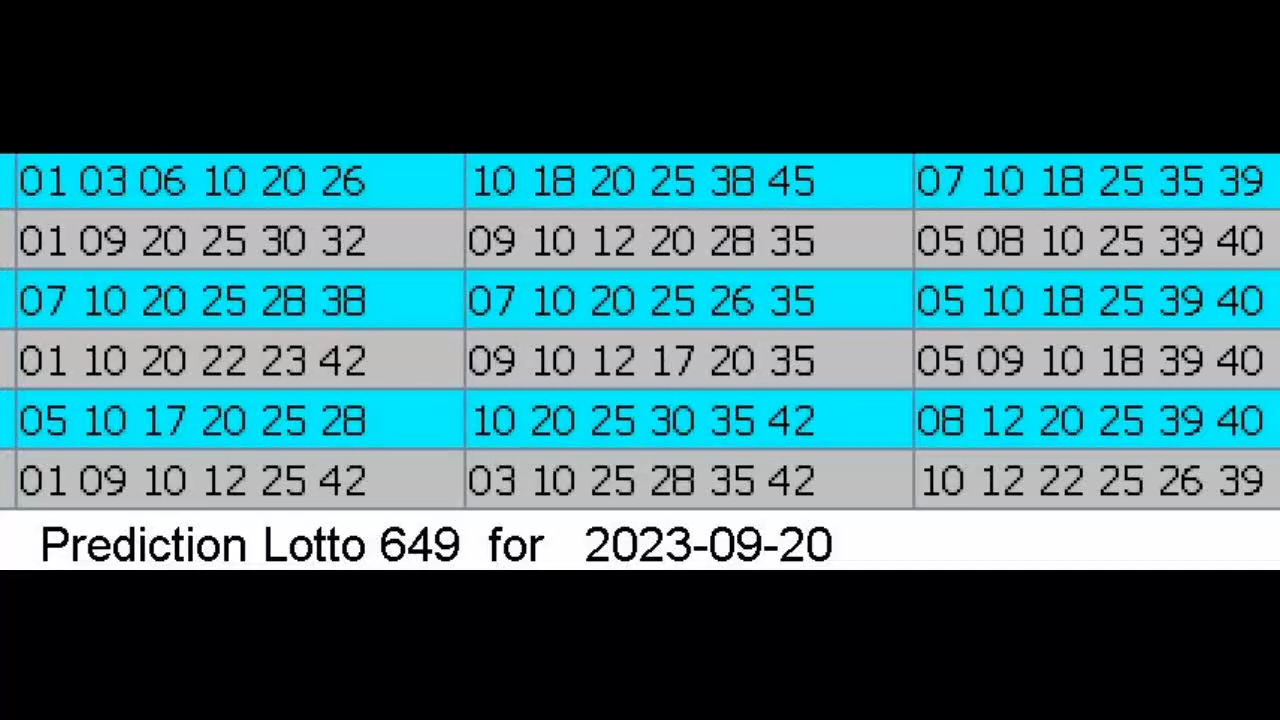 01 03 06 10 20 26 10 18 20 25 38 45 07 10 18 25 35 39
01 09 20 25 30 32 09 10 12 20 28 35 05 08 10 25 39 40
07 10 20 25 28 38 07 10 20 25 26 35 05 10 18 25 39 40
01 10 20 22 23 42 09 10 12 17 20 35 05 09 10 18 39 40
05 10 17 20 25 28 10 20 25 30 35 42 08 12 20 25 39 40
01 09 10 12 25 42 03 10 25 28 35 42 10 12 22 25 26 39
Prediction Lotto 649 for 2023-09-20